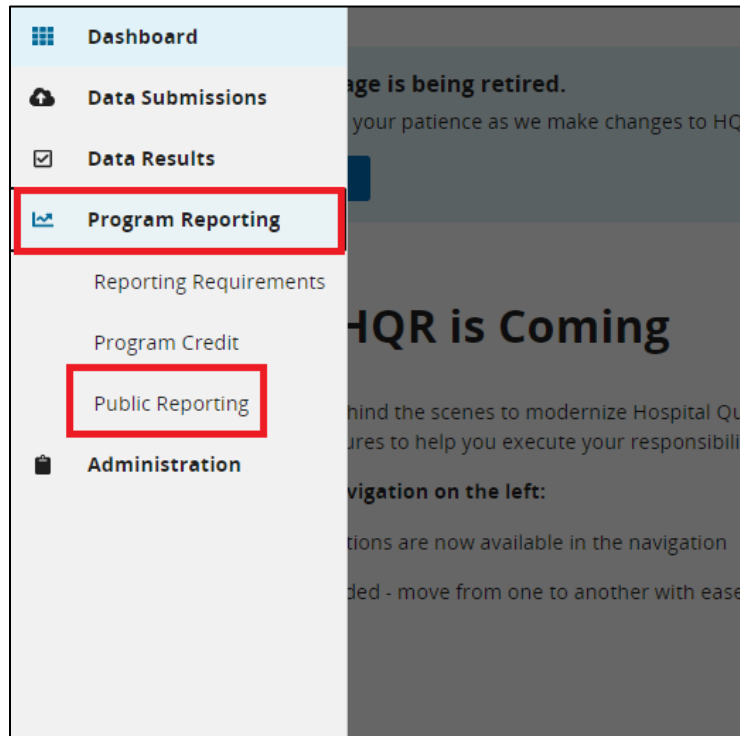 Dashboard
Data Submissions
Data Results
Program Reporting
Reporting Requirements
Program Credit
Public Reporting
Administration
age is being retired.
your patience as we make changes to HQ
HQR is Coming
hind the scenes to modernize Hospital Qu
ures to help you execute your responsibili
vigation on the left:
tions are now available in the navigation
ded - move from one to another with ease